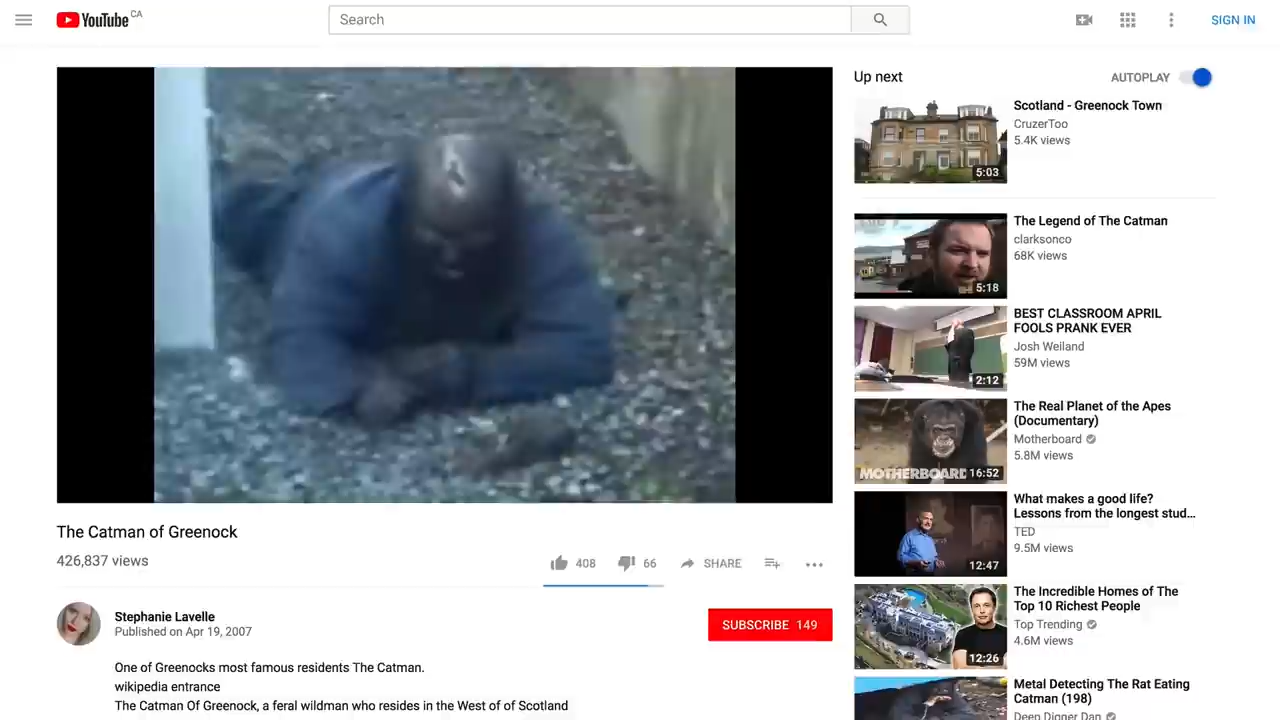 YouTube CA
Search
SIGN IN
Up next
AUTOPLAY
5:03
Scotland - Greenock Town
CruzerToo
5.4K views
5:18
The Legend of The Catman
clarksonco
68K views
2:12
BEST CLASSROOM APRIL
FOOLS PRANK EVER
Josh Weiland
59M views
MOTHERBOARD 16:52
The Real Planet of the Apes
(Documentary)
Motherboard
5.8M views
12:47
What makes a good life?
Lessons from the longest stud...
TED
9.5M views
12:26
The Incredible Homes of The
Top 10 Richest People
Top Trending
4.6M views
Metal Detecting The Rat Eating
Catman (198)
Deep Digger Dan
The Catman of Greenock
426,837 views
408
66
SHARE
Stephanie Lavelle
Published on Apr 19, 2007
SUBSCRIBE 149
One of Greenocks most famous residents The Catman.
wikipedia entrance
The Catman Of Greenock, a feral wildman who resides in the West of of Scotland